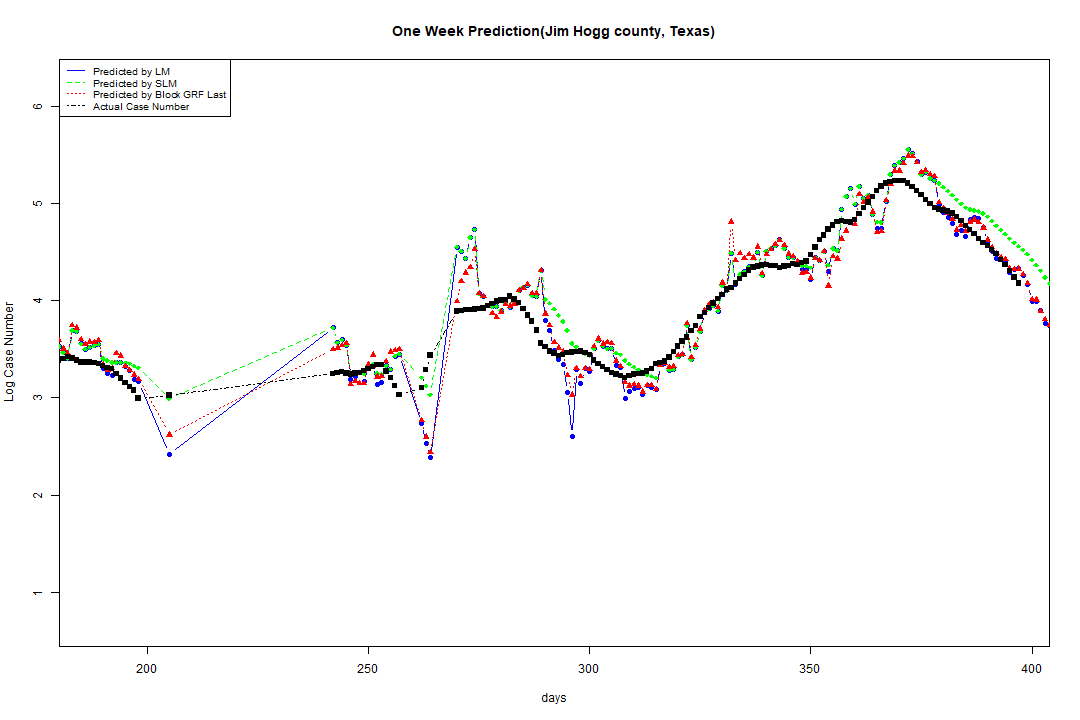 One Week Prediction(Jim Hogg county, Texas)
Predicted by LM
Predicted by SLM
Predicted by Block GRF Last
Actual Case Number
Log Case Number
6
5
4
3
2
1
200 250 300 350 400
days